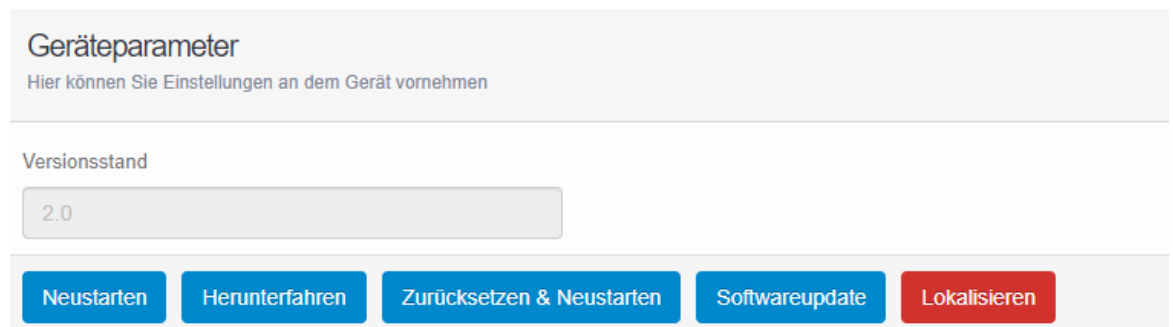 Geräteparameter
Hier können Sie Einstellungen an dem Gerät vornehmen
Versionsstand
2.0
Neustarten Herunterfahren Zurücksetzen & Neustarten Softwareupdate Lokalisieren